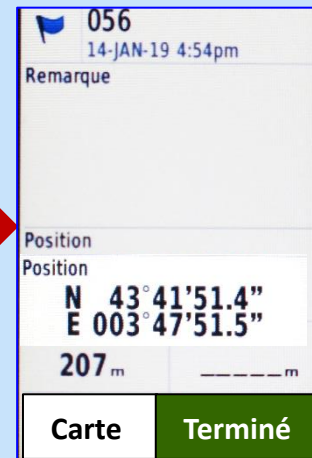 056
14-JAN-19 4:54pm
Remarque
Position
Position
N 43°41'51.4”
E 003°47'51.5”
207 m _____m
Carte Terminé